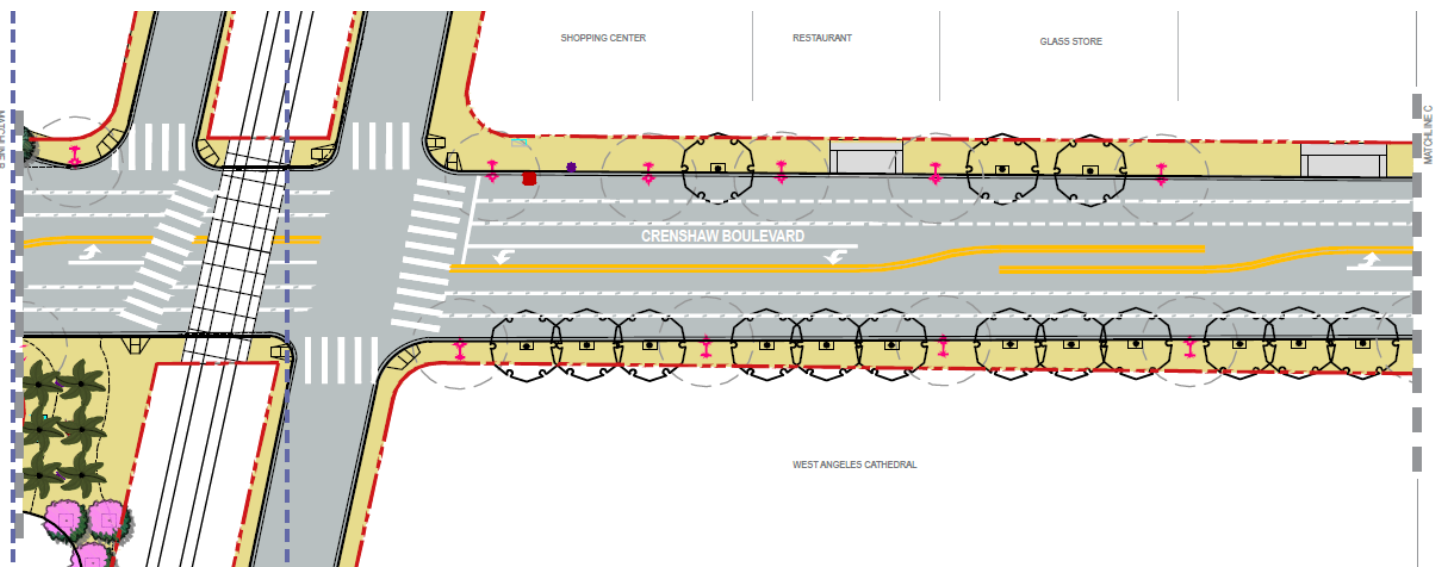 SHOPPING CENTER
RESTAURANT
GLASS STORE
MATCHLINE C
CRENSHAW BOULEVARD
WEST ANGELES CATHEDRAL